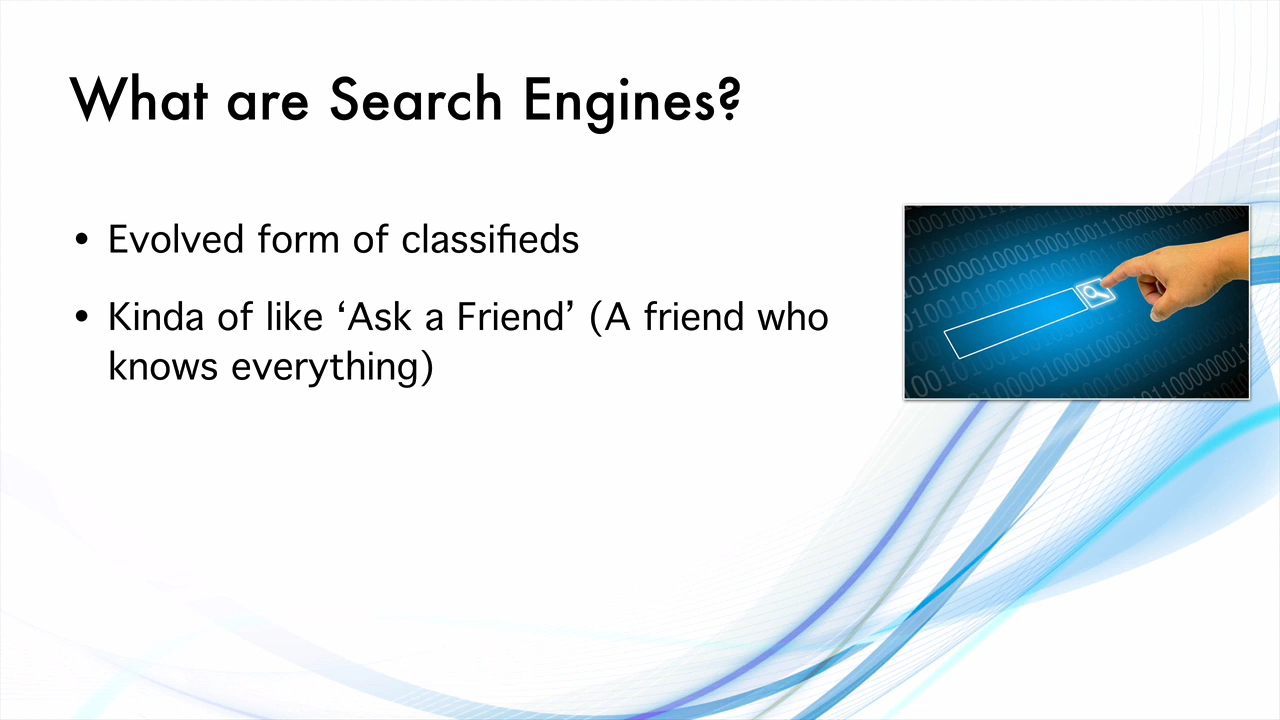 What are Search Engines?
• Evolved form of classifieds
• Kinda of like ‘Ask a Friend’ (A friend who
knows everything)